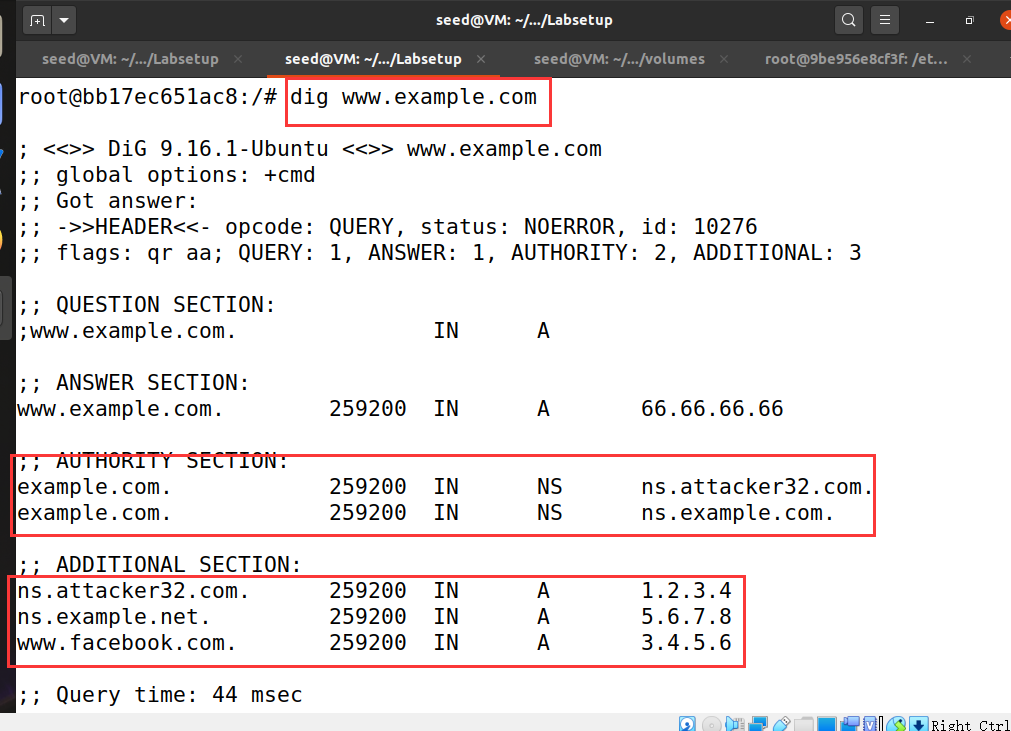 seed@VM: ~/.../Labsetup
seed@VM: ~/.../Labsetup
seed@VM: ~/.../Labsetup
seed@VM: ~/.../volumes
root@9be956e8cf3f: /et...
root@bb17ec651ac8:/# dig www.example.com
; <<>> DiG 9.16.1-Ubuntu <<>> www.example.com
;; global options: +cmd
;; Got answer:
;; ->>HEADER<<- opcode: QUERY, status: NOERROR, id: 10276
;; flags: qr aa; QUERY: 1, ANSWER: 1, AUTHORITY: 2, ADDITIONAL: 3
;; QUESTION SECTION:
;www.example.com. IN A
;; ANSWER SECTION:
www.example.com. 259200 IN A 66.66.66.66
;; AUTHORITY SECTION:
example.com. 259200 IN NS ns.attacker32.com.
example.com. 259200 IN NS ns.example.com.
;; ADDITIONAL SECTION:
ns.attacker32.com. 259200 IN A 1.2.3.4
ns.example.net. 259200 IN A 5.6.7.8
www.facebook.com. 259200 IN A 3.4.5.6
;; Query time: 44 msec
Right Ctrl